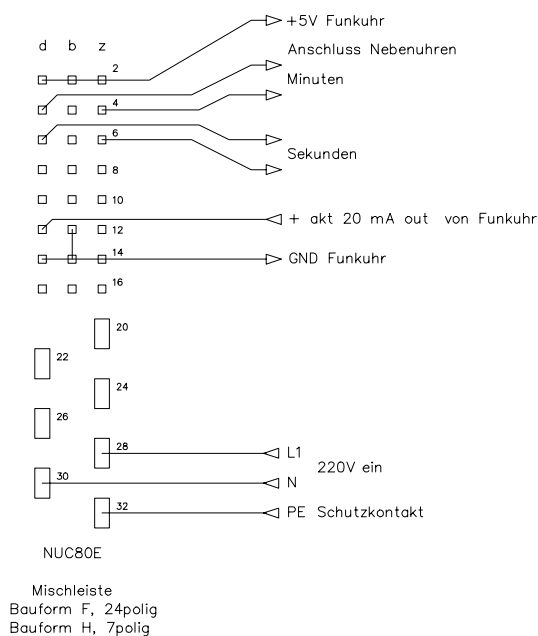 +5V Funkuhr
d b z
Anschluss Nebenuhren
2
Minuten
4
6
Sekunden
8
10
+ akt 20 mA out von Funkuhr
12
14
GND Funkuhr
16
20
22
24
26
28
L1
220V ein
30
N
32
PE Schutzkontakt
NUC80E
Mischleiste
Bauform F, 24polig
Bauform H, 7polig